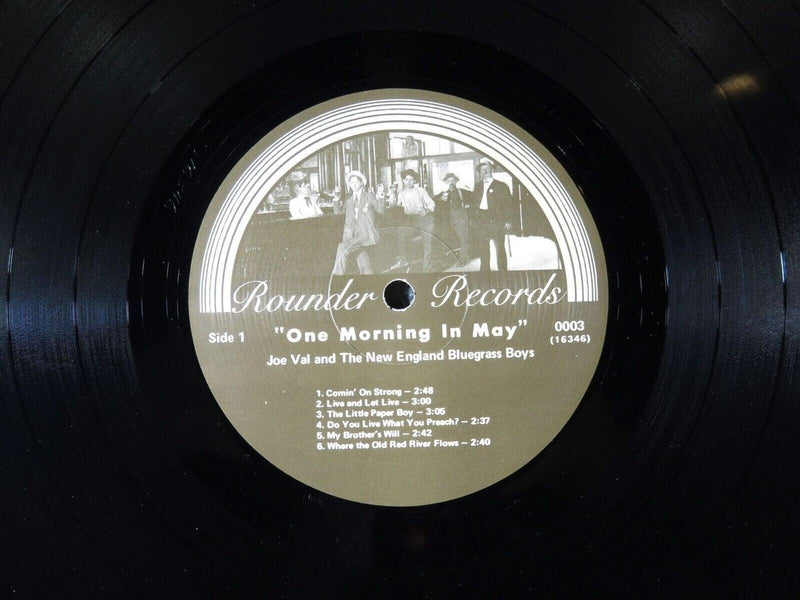 Rounder Records
Side 1 "One Morning In May" 0003
(16346)
Joe Val and The New England Bluegrass Boys
1. Comin' On Strong — 2:48
2. Live and Let Live — 3:00
3. The Little Paper Boy — 3:05
4. Do You Live What You Preach? — 2:37
5. My Brother's Will — 2:42
6. Where the Old Red River Flows — 2:40